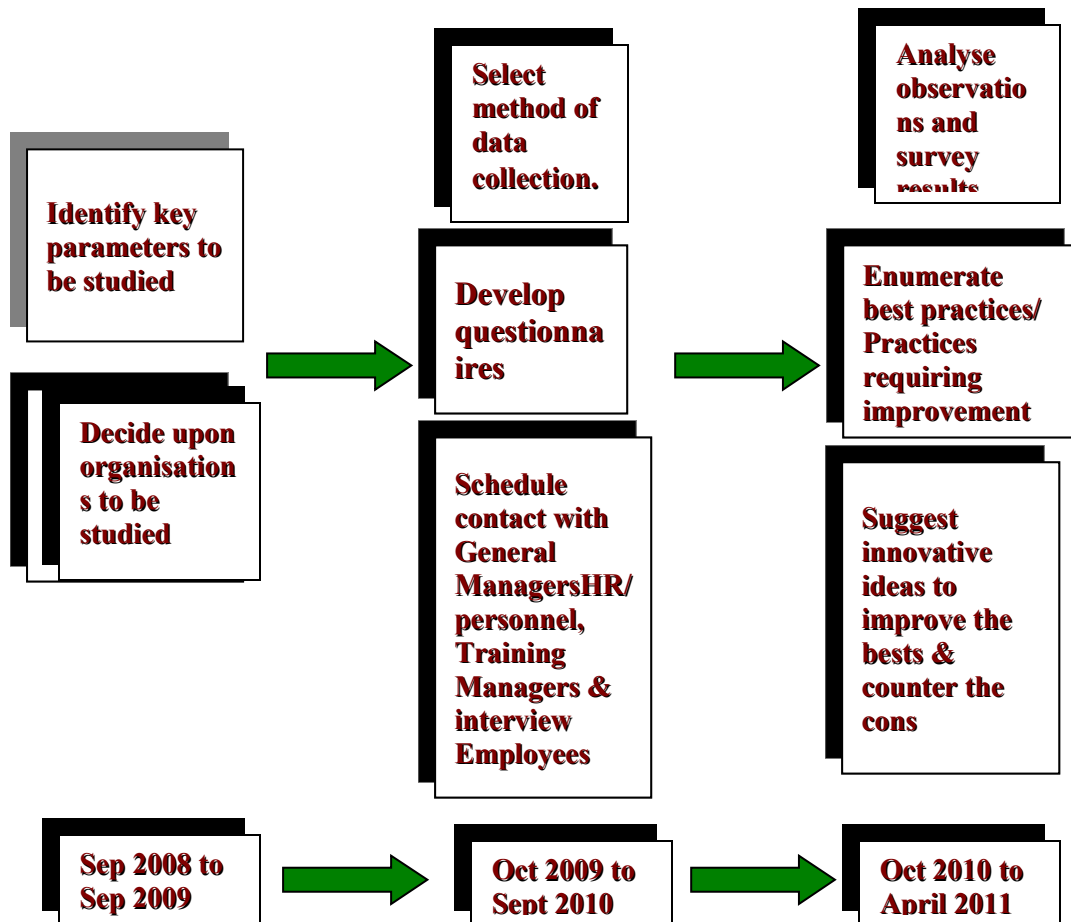 Identify key
parameters to
be studied
Decide upon
organisation
s to be
studied
Select
method of
data
collection.
Develop
questionna
ires
Schedule
contact with
General
ManagersHR/
personnel,
Training
Managers &
interview
Employees
Analyse
observatio
ns and
survey
results
Enumerate
best practices/
Practices
requiring
improvement
Suggest
innovative
ideas to
improve the
bests &
counter the
cons
Sep 2008 to
Sep 2009
Oct 2009 to
Sept 2010
Oct 2010 to
April 2011